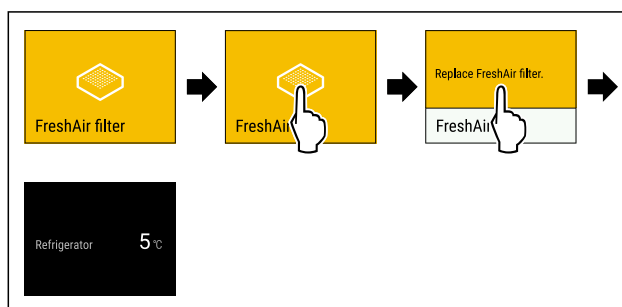 FreshAir filter
FreshAi
Replace FreshAir filter.
FreshAi
Refrigerator 5 °C